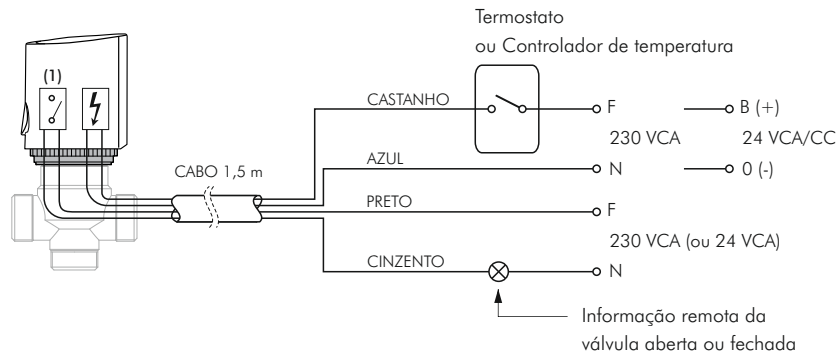 Termostato
ou Controlador de temperatura
(1)
CASTANHO
F
B (+)
230 VCA
24 VCA/CC
CABO 1,5 m
AZUL
N
0 (-)
PRETO
F
230 VCA (ou 24 VCA)
CINZENTO
N
Informação remota da
válvula aberta ou fechada